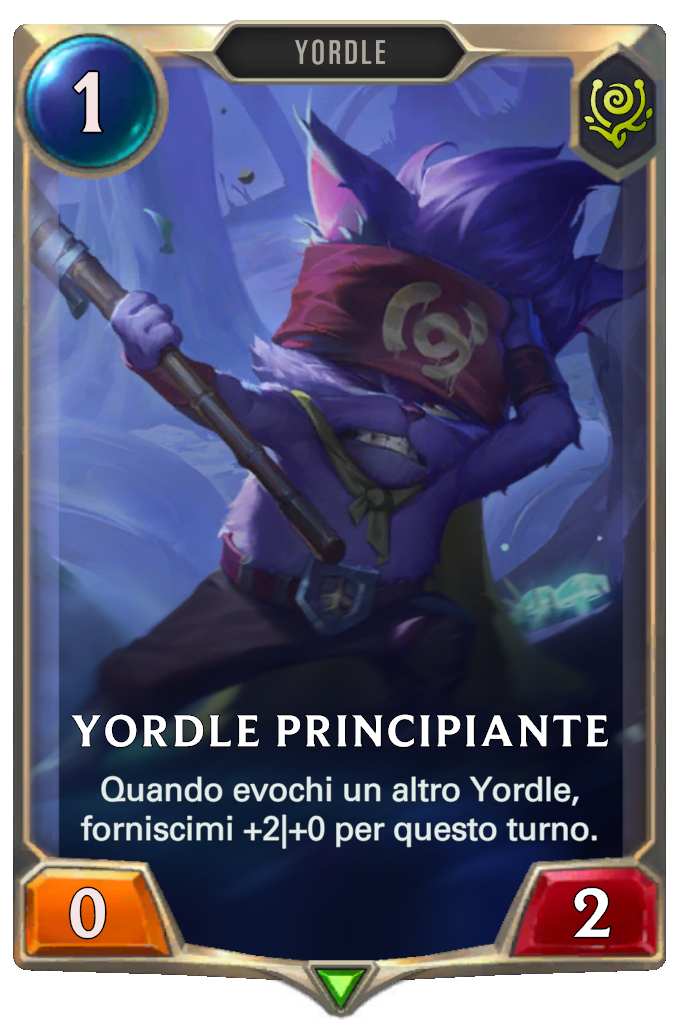 YORDLE
1
YORDLE PRINCIPIANTE
Quando evochi un altro Yordle,
forniscimi +2|+0 per questo turno.
0
2